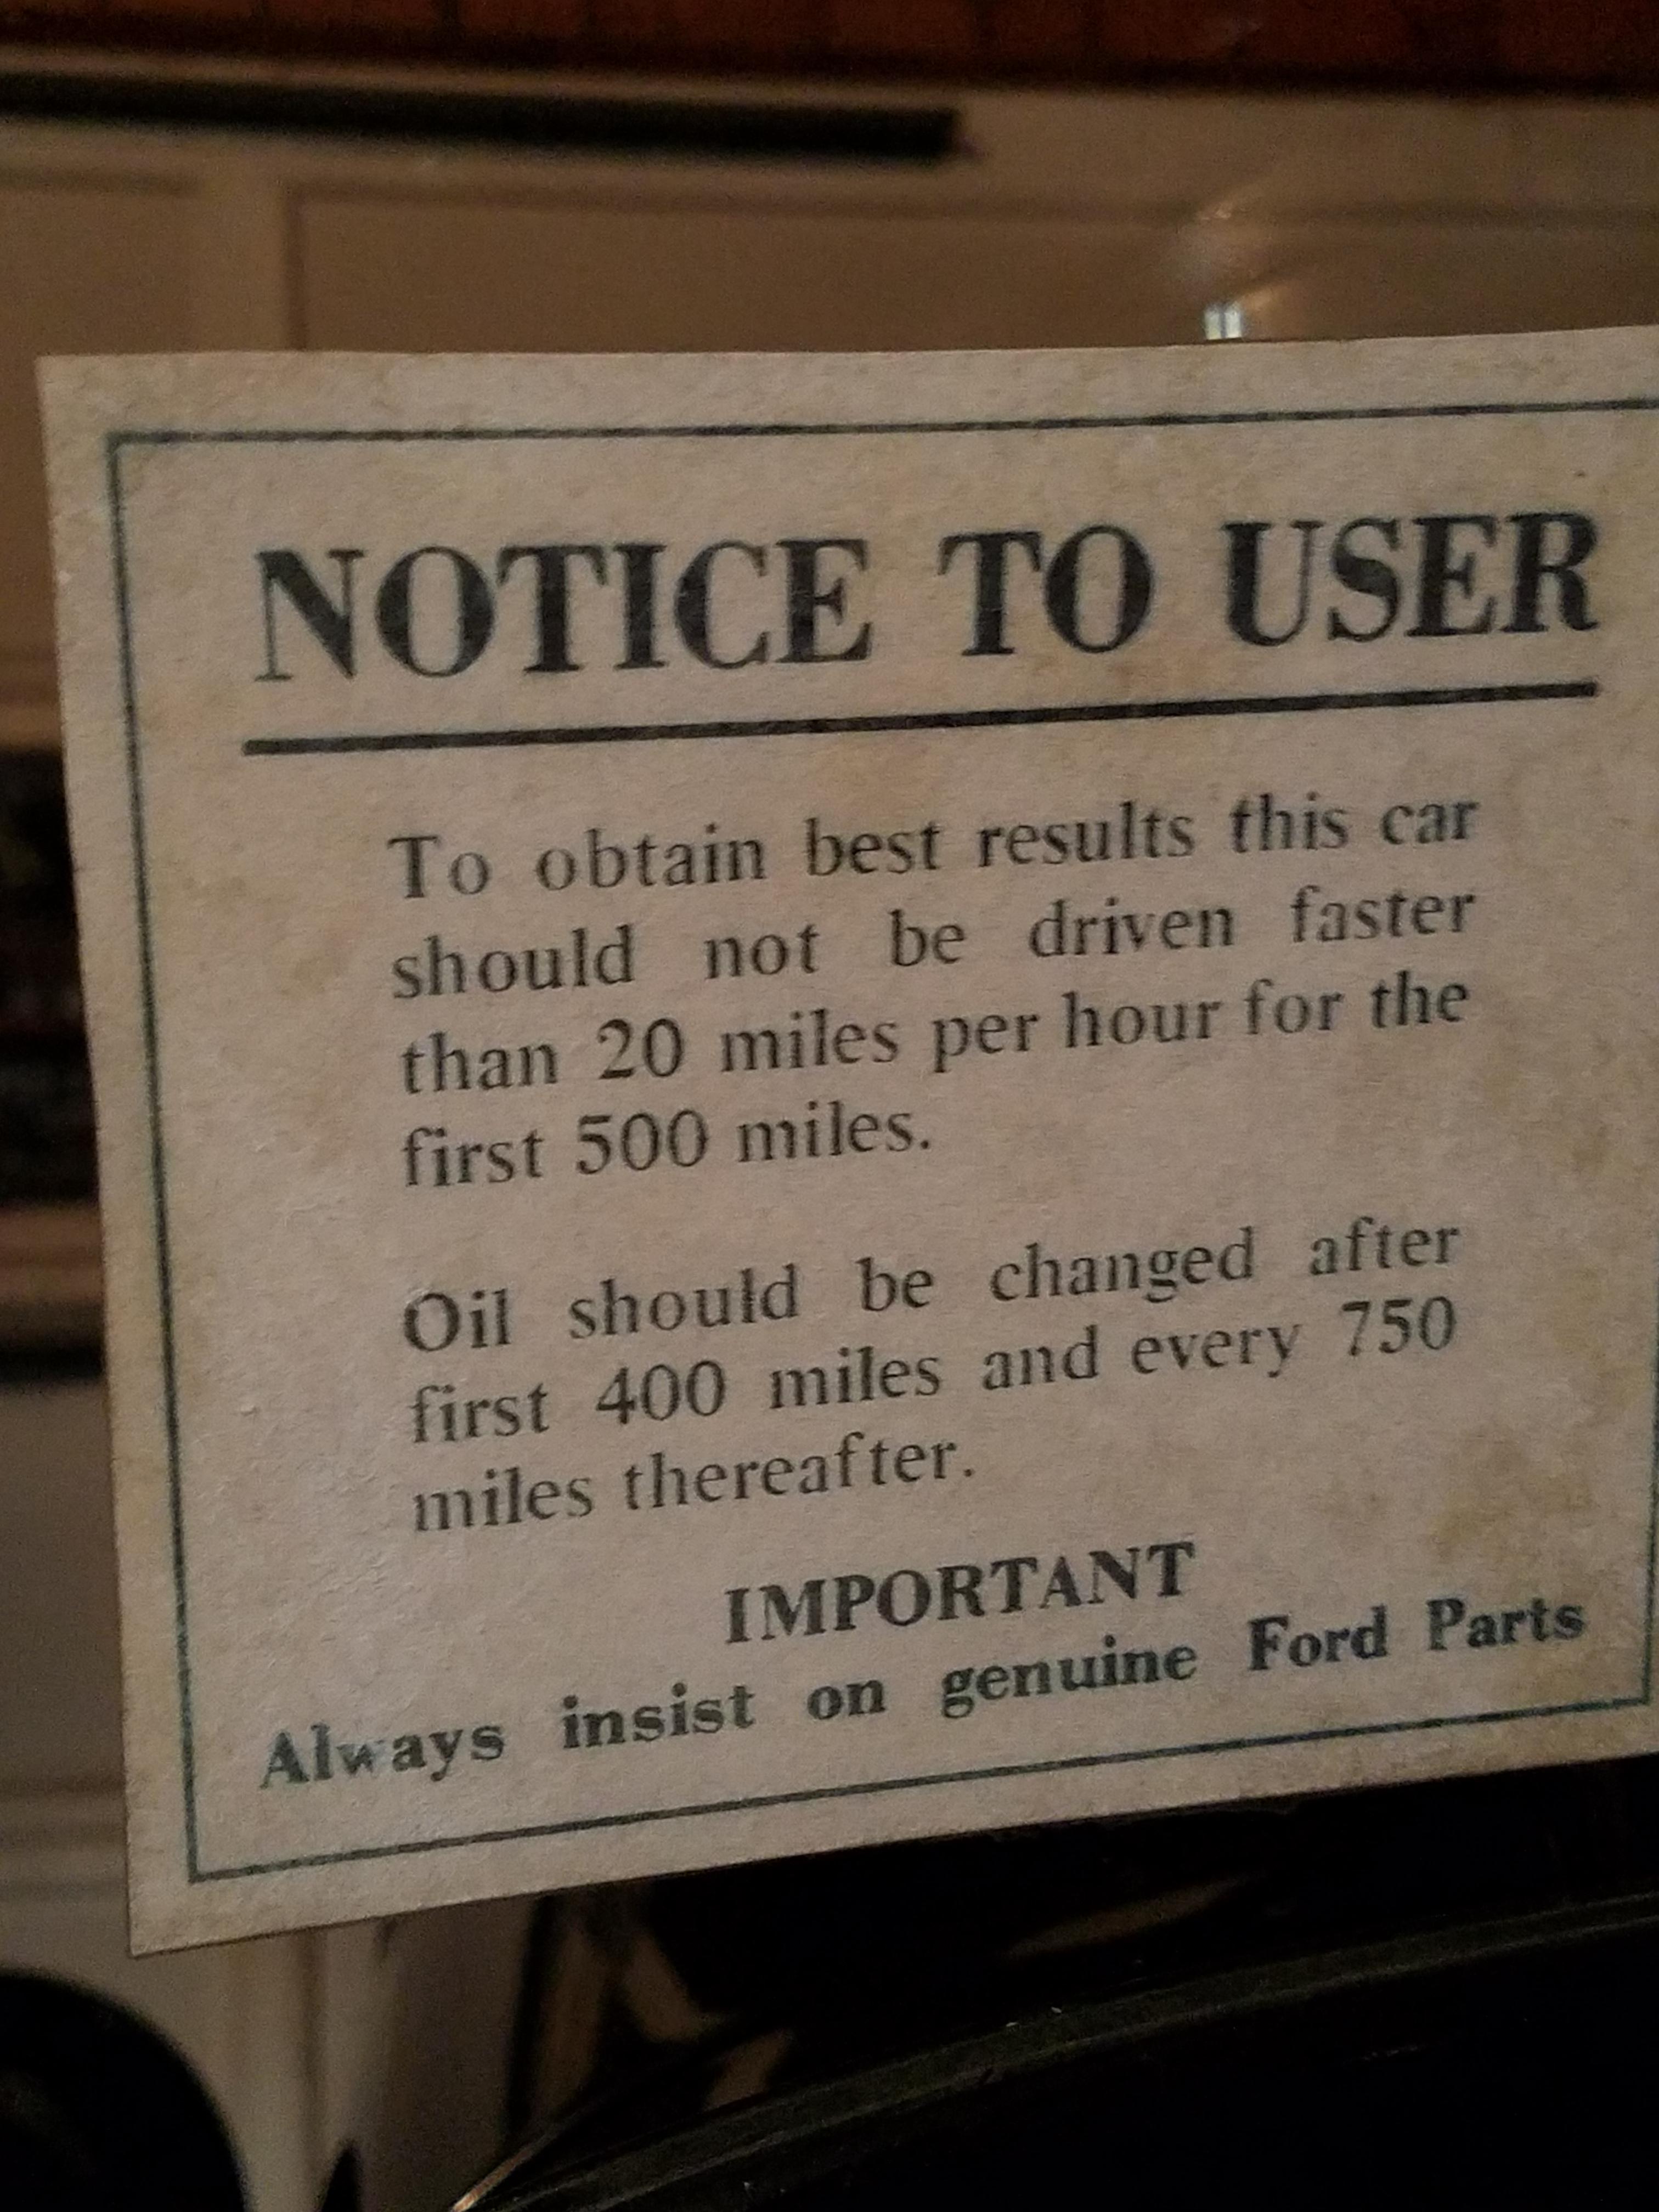 NOTICE TO USER
To obtain best results this car
should not be driven faster
than 20 miles per hour for the
first 500 miles.
Oil should be changed after
first 400 miles and every 750
miles thereafter.
IMPORTANT
Always insist on genuine Ford Parts